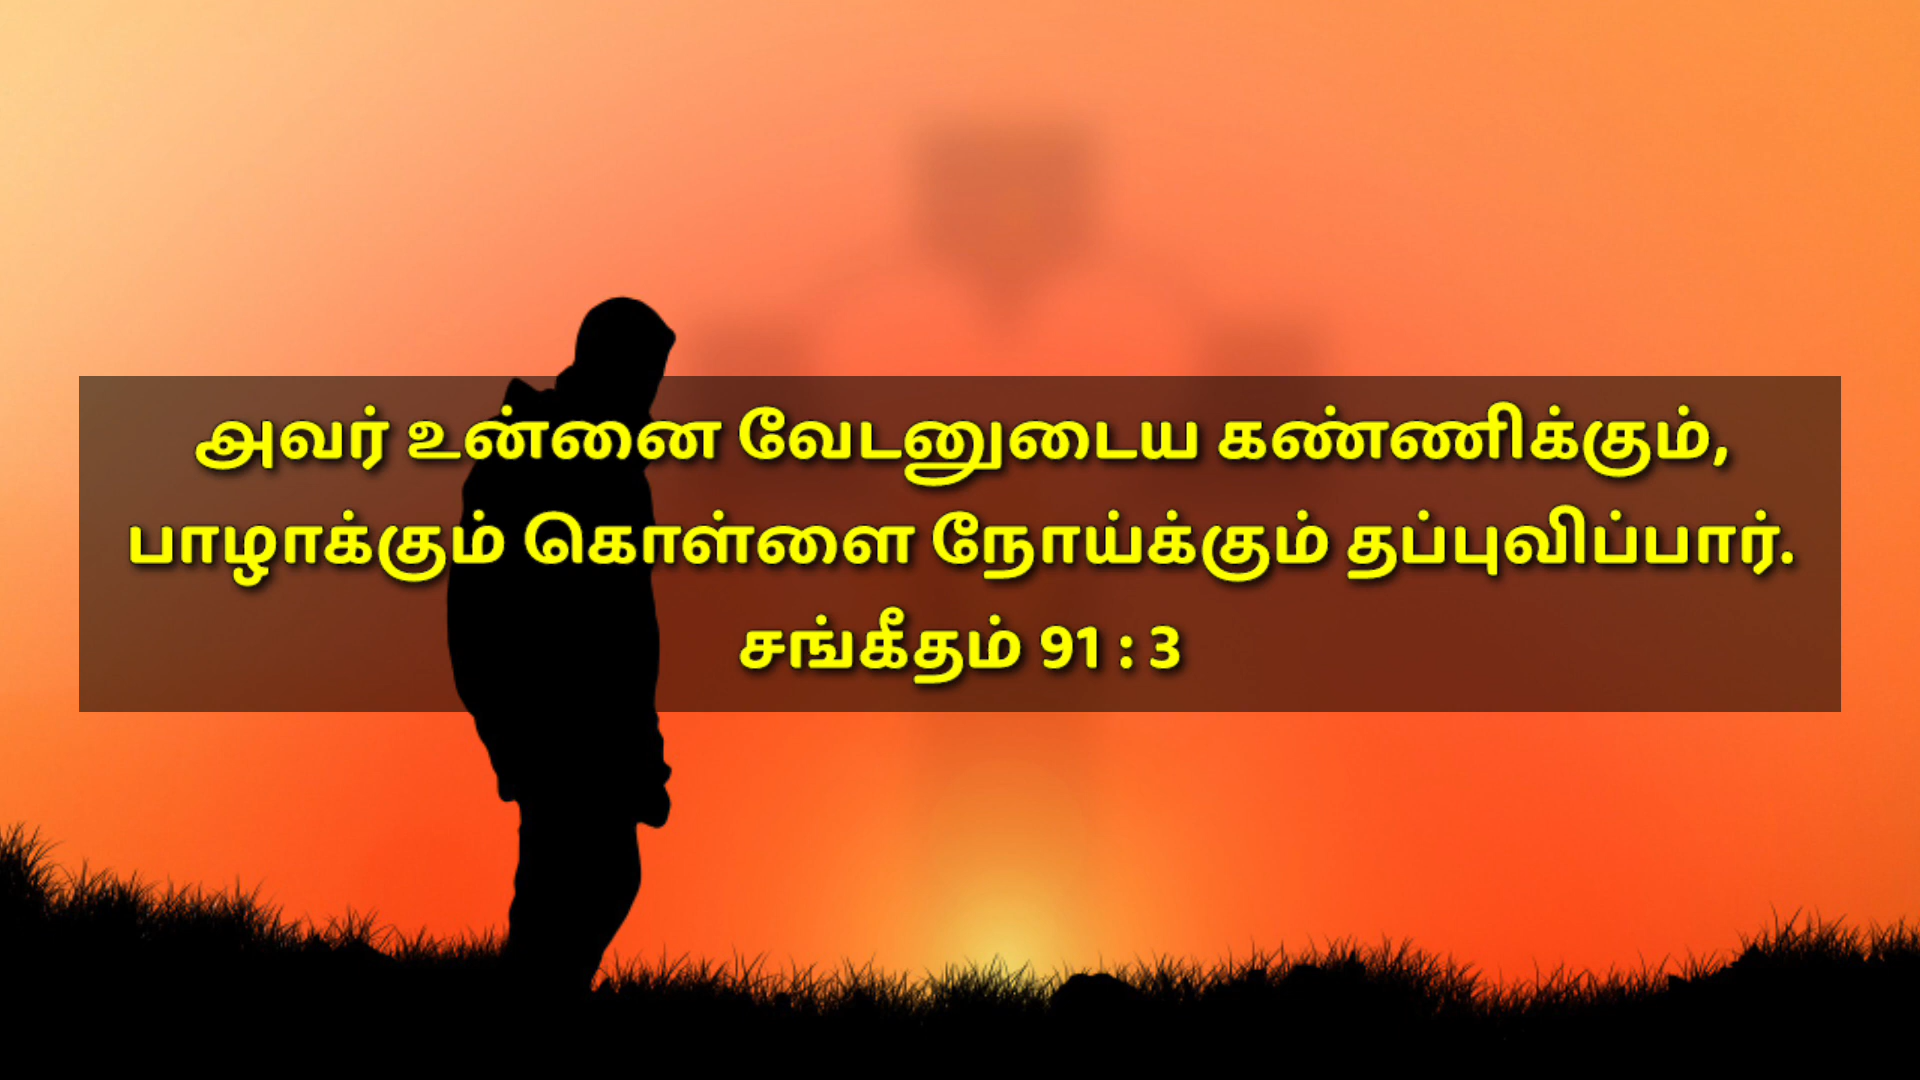 அவர் உன்னை வேடனுடைய கண்ணிக்கும்,
பாழாக்கும் கொள்ளை நோய்க்கும் தப்புவிப்பார்.
சங்கீதம் 91 : 3